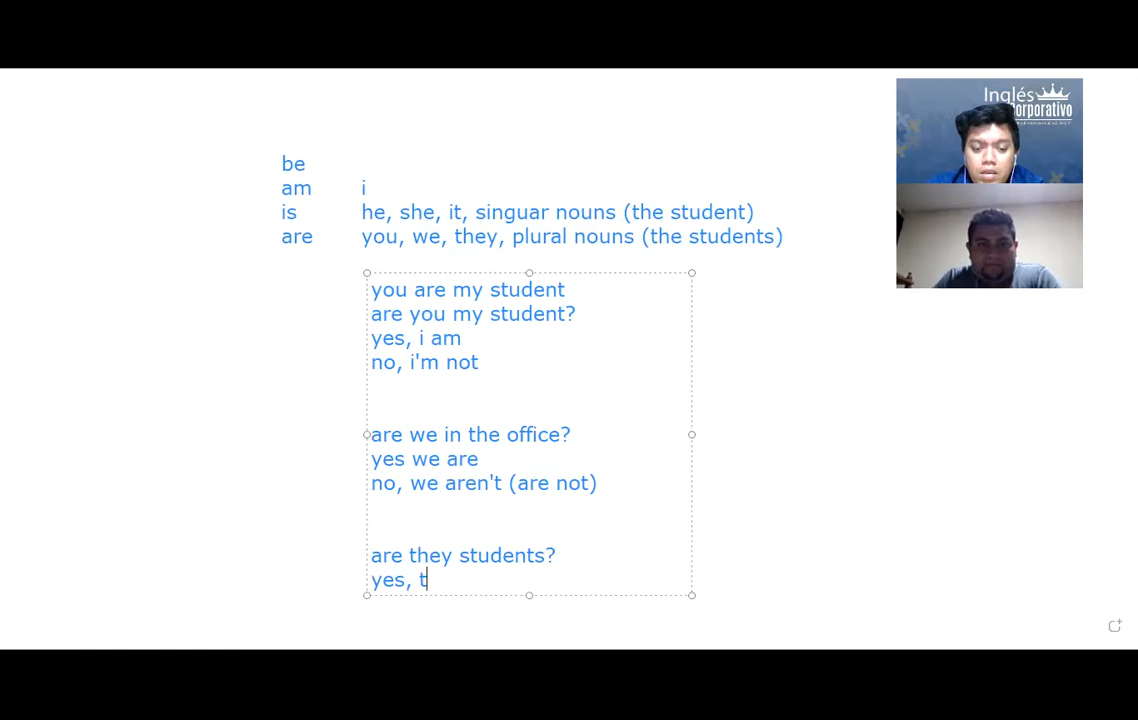 Inglés
Corporativo
be
am i
is he, she, it, singuar nouns (the student)
are you, we, they, plural nouns (the students)
you are my student
are you my student?
yes, i am
no, i'm not
are we in the office?
yes we are
no, we aren't (are not)
are they students?
yes, t